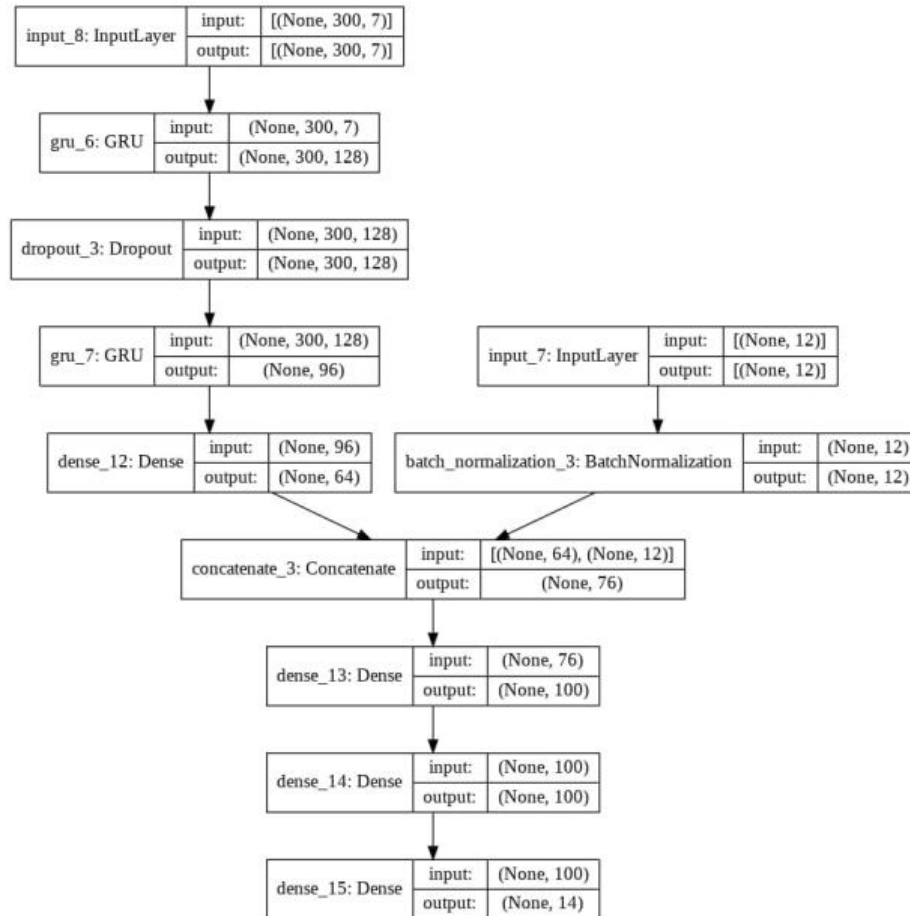 input_8: InputLayer
input: [(None, 300, 7)]
output: [(None, 300, 7)]
gru_6: GRU
input: (None, 300, 7)
output: (None, 300, 128)
dropout_3: Dropout
input: (None, 300, 128)
output: (None, 300, 128)
gru_7: GRU
input: (None, 300, 128)
output: (None, 96)
input_7: InputLayer
input: [(None, 12)]
output: [(None, 12)]
dense_12: Dense
input: (None, 96)
output: (None, 64)
batch_normalization_3: BatchNormalization
input: (None, 12)
output: (None, 12)
concatenate_3: Concatenate
input: [(None, 64), (None, 12)]
output: (None, 76)
dense_13: Dense
input: (None, 76)
output: (None, 100)
dense_14: Dense
input: (None, 100)
output: (None, 100)
dense_15: Dense
input: (None, 100)
output: (None, 14)